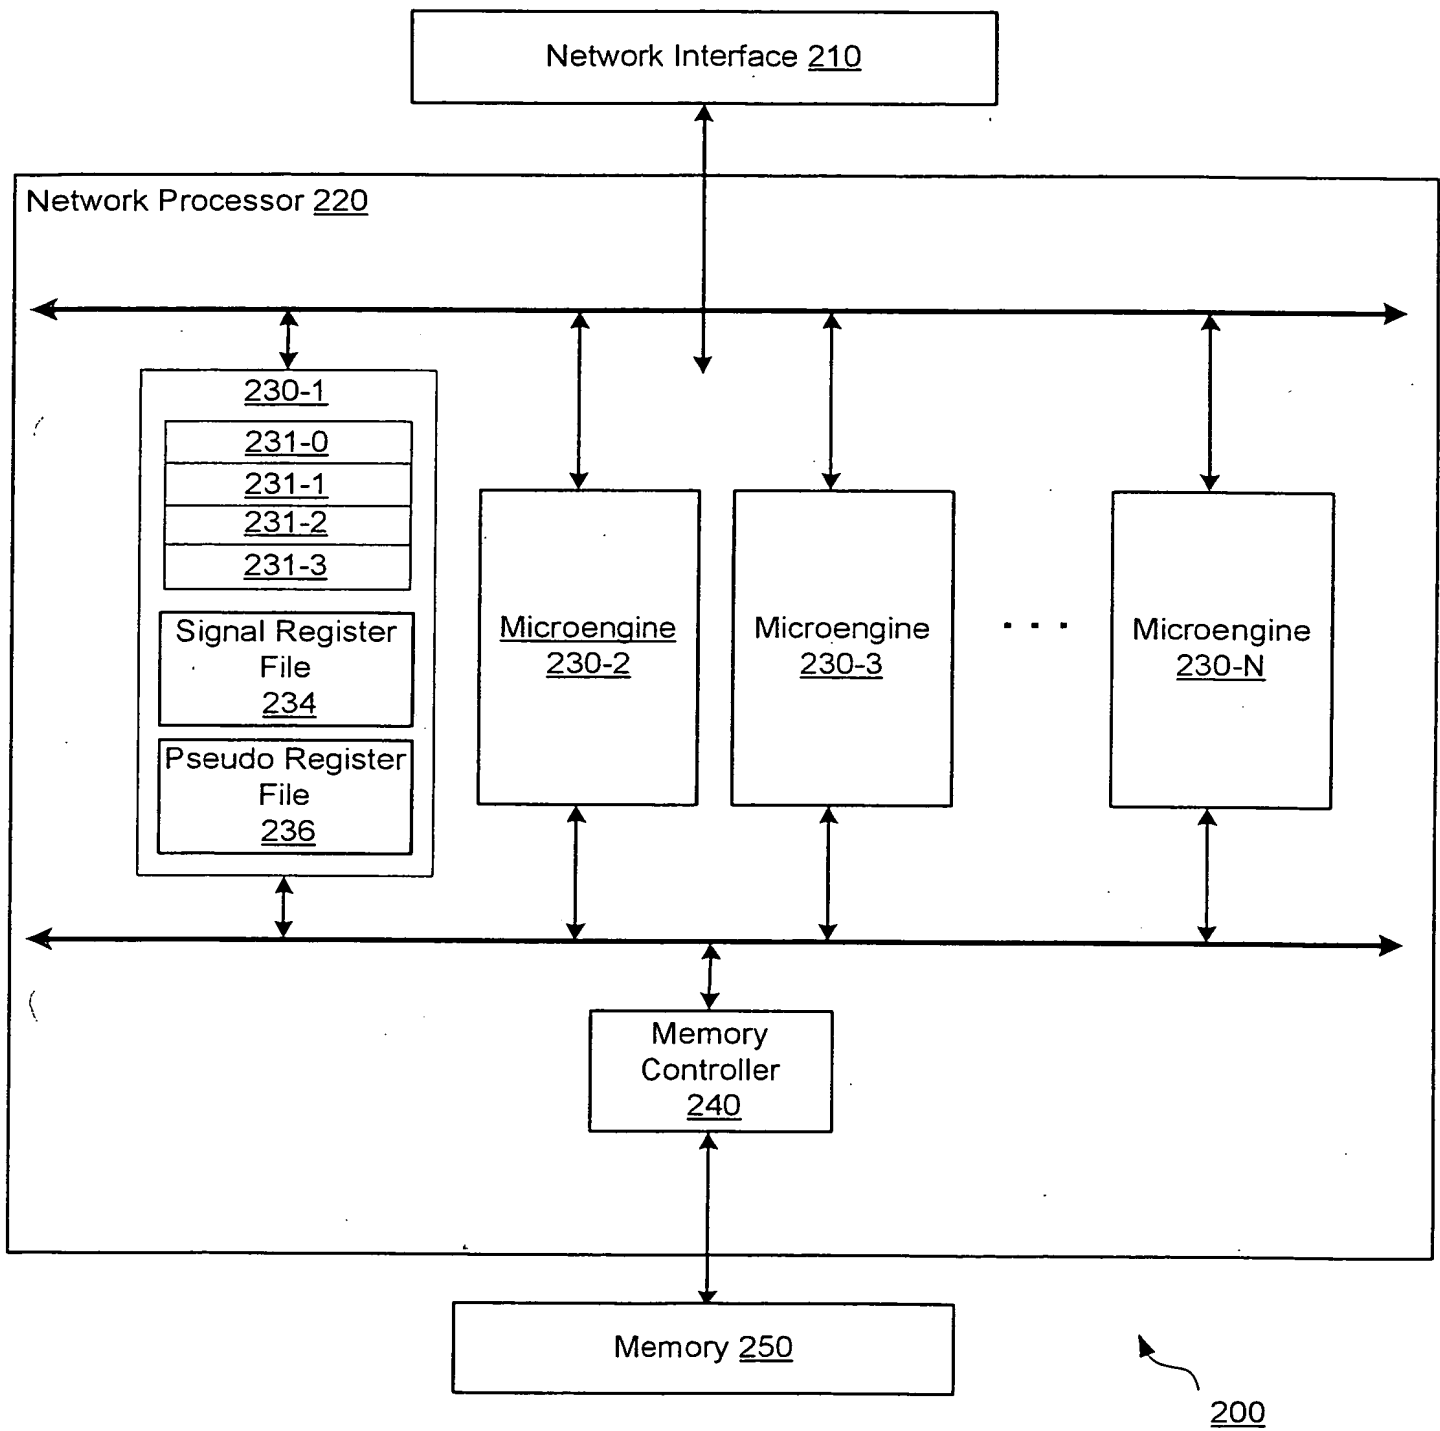 Network Interface 210
Network Processor 220
230-1
231-0
231-1
231-2
231-3
Signal Register
File
234
Pseudo Register
File
236
Microengine
230-2
Microengine
230-3
. . .
Microengine
230-N
Memory
Controller
240
Memory 250
200